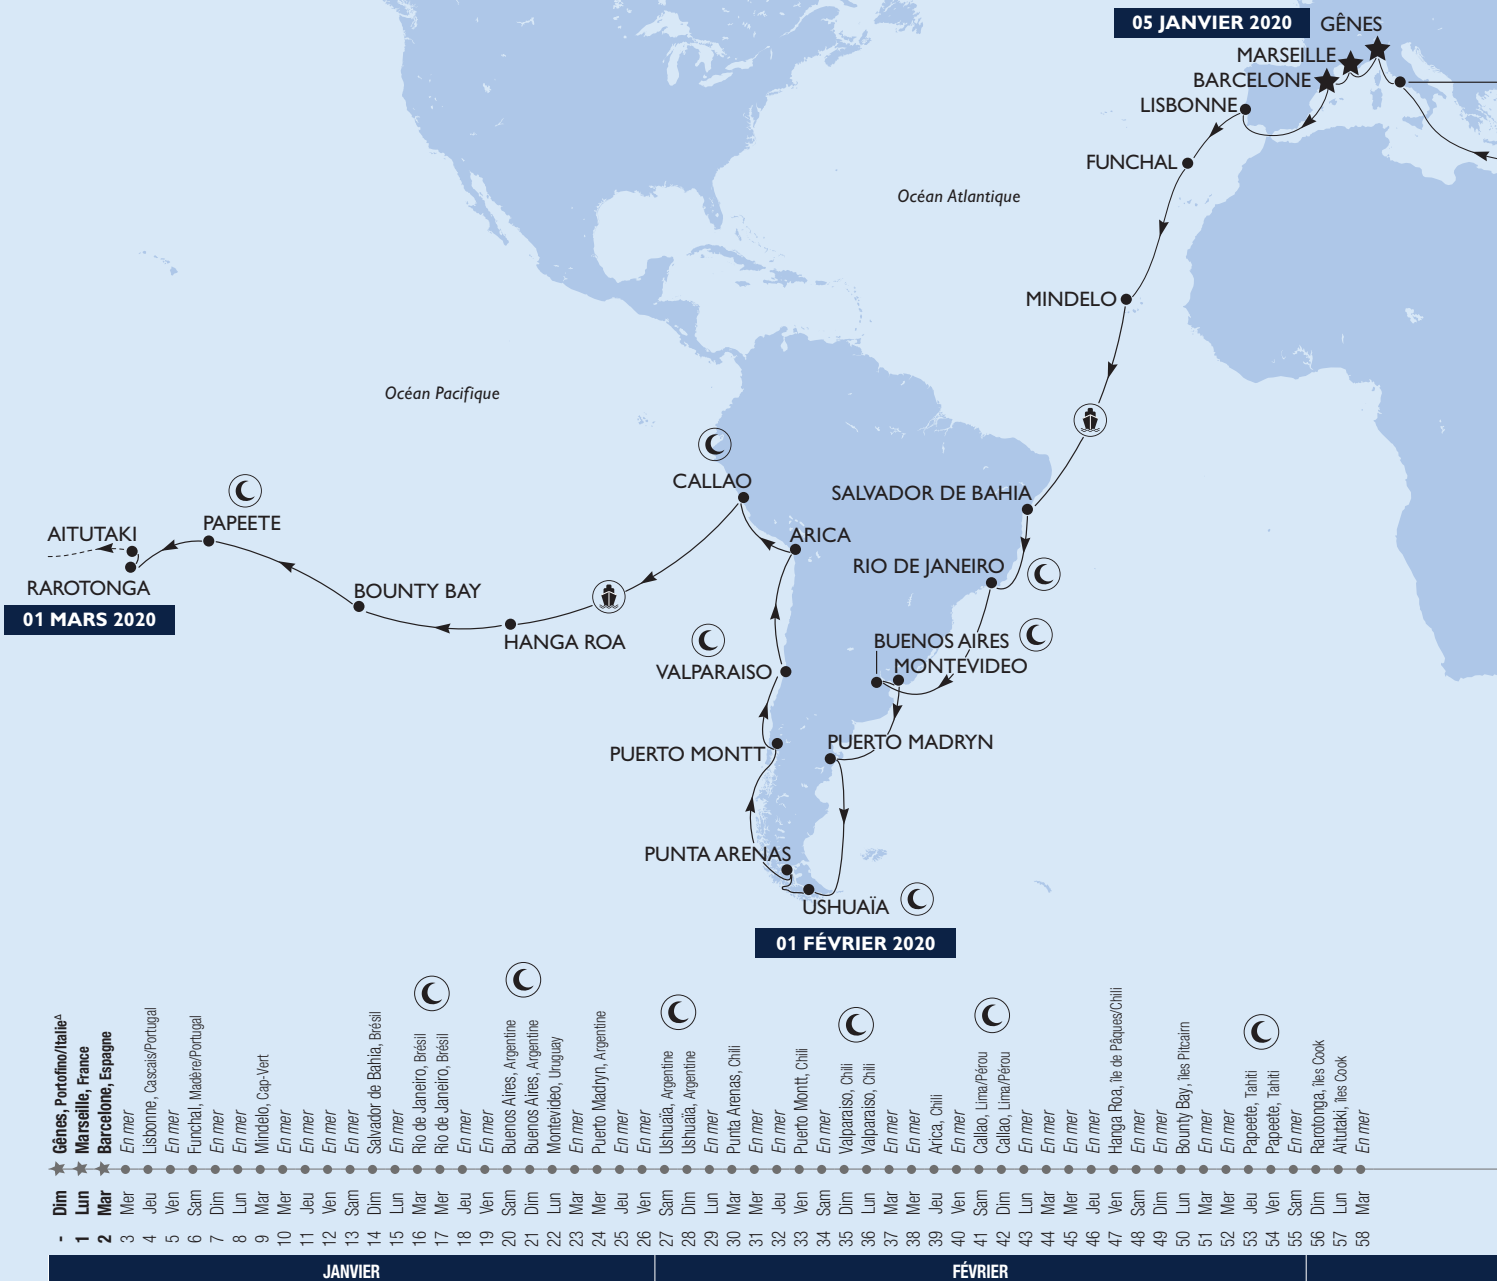 05 JANVIER 2020
GÊNES
MARSEILLE
BARCELONE
LISBONNE
FUNCHAL
Océan Atlantique
MINDELO
Océan Pacifique
CALLAO
SALVADOR DE BAHIA
PAPEETE
AITUTAKI
ARICA
RIO DE JANEIRO
RAROTONGA
BOUNTY BAY
01 MARS 2020
HANGA ROA
BUENOS AIRES
MONTEVIDEO
VALPARAISO
PUERTO MONTT
PUERTO MADRYN
PUNTA ARENAS
USHUAÏA
01 FÉVRIER 2020
- Dim Gênes, Portofino/Italie∆
1 Lun Marseille, France
2 Mar Barcelone, Espagne
3 Mer En mer
4 Jeu Lisbonne, Cascais/Portugal
5 Ven En mer
6 Sam Funchal, Madère/Portugal
7 Dim En mer
8 Lun En mer
9 Mar Mindelo, Cap-Vert
10 Mer En mer
11 Jeu En mer
12 Ven En mer
13 Sam En mer
14 Dim Salvador de Bahia, Brésil
15 Lun En mer
16 Mar Rio de Janeiro, Brésil
17 Mer Rio de Janeiro, Brésil
18 Jeu En mer
19 Ven En mer
20 Sam Buenos Aires, Argentine
21 Dim Buenos Aires, Argentine
22 Lun Montevideo, Uruguay
23 Mar En mer
24 Mer Puerto Madryn, Argentine
25 Jeu En mer
26 Ven En mer
27 Sam Ushuaïa, Argentine
28 Dim Ushuaïa, Argentine
29 Lun En mer
30 Mar Punta Arenas, Chili
31 Mer En mer
32 Jeu En mer
33 Ven Puerto Montt, Chili
34 Sam En mer
35 Dim Valparaiso, Chili
36 Lun Valparaiso, Chili
37 Mar En mer
38 Mer En mer
39 Jeu Arica, Chili
40 Ven En mer
41 Sam Callao, Lima/Pérou
42 Dim Callao, Lima/Pérou
43 Lun En mer
44 Mar En mer
45 Mer En mer
46 Jeu En mer
47 Ven Hanga Roa, île de Pâques/Chili
48 Sam En mer
49 Dim En mer
50 Lun Bounty Bay, îles Pitcairn
51 Mar En mer
52 Mer En mer
53 Jeu Papeete, Tahiti
54 Ven Papeete, Tahiti
55 Sam En mer
56 Dim Rarotonga, îles Cook
57 Lun Aitutaki, îles Cook
58 Mar En mer
JANVIER
FÉVRIER